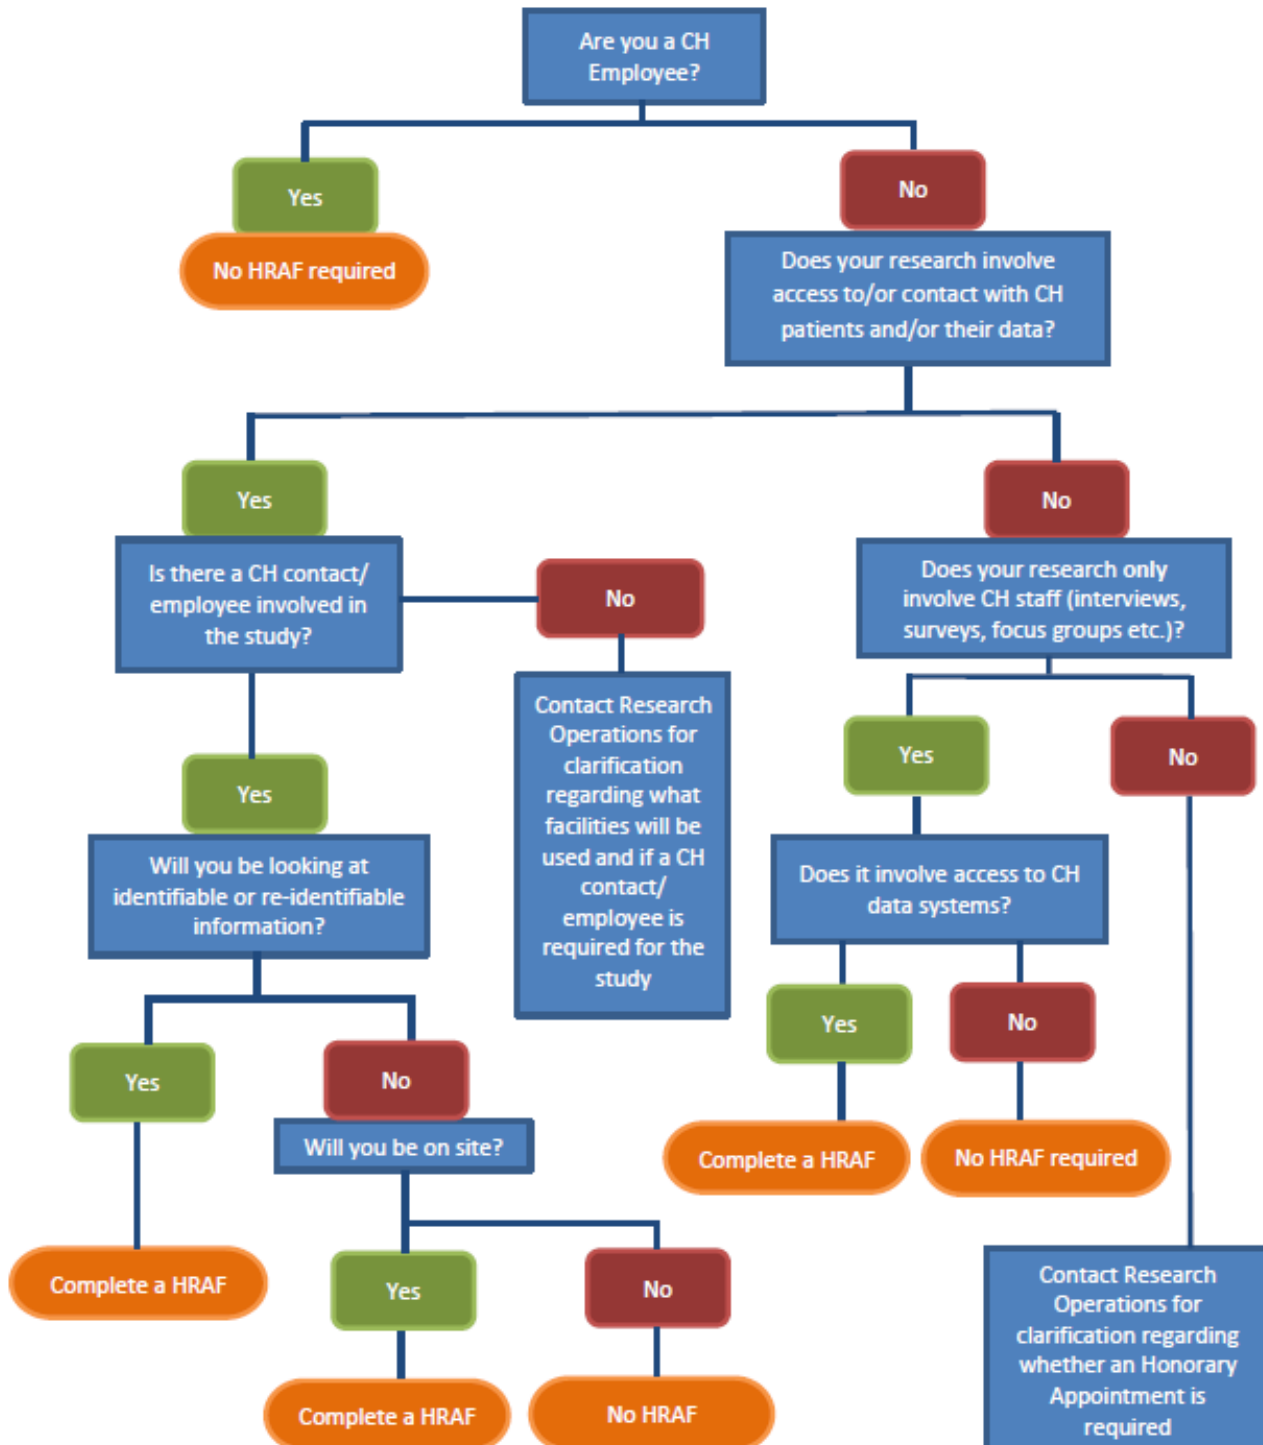 Are you a CH
Employee?
Yes
No
No HRAF required
Does your research involve
access to/or contact with CH
patients and/or their data?
Yes
No
Is there a CH contact/
employee involved in
the study?
No
Does your research only
involve CH staff (interviews,
surveys, focus groups etc.)?
Contact Research
Operations for
clarification
regarding what
facilities will be
used and if a CH
contact/
employee is
required for the
study
Yes
No
Yes
Will you be looking at
identifiable or re-identifiable
information?
Does it involve access to CH
data systems?
Yes
No
Yes
No
Will you be on site?
Complete a HRAF
No HRAF required
Complete a HRAF
Yes
No
Contact Research
Operations for
clarification regarding
whether an Honorary
Appointment is
required
Complete a HRAF
No HRAF